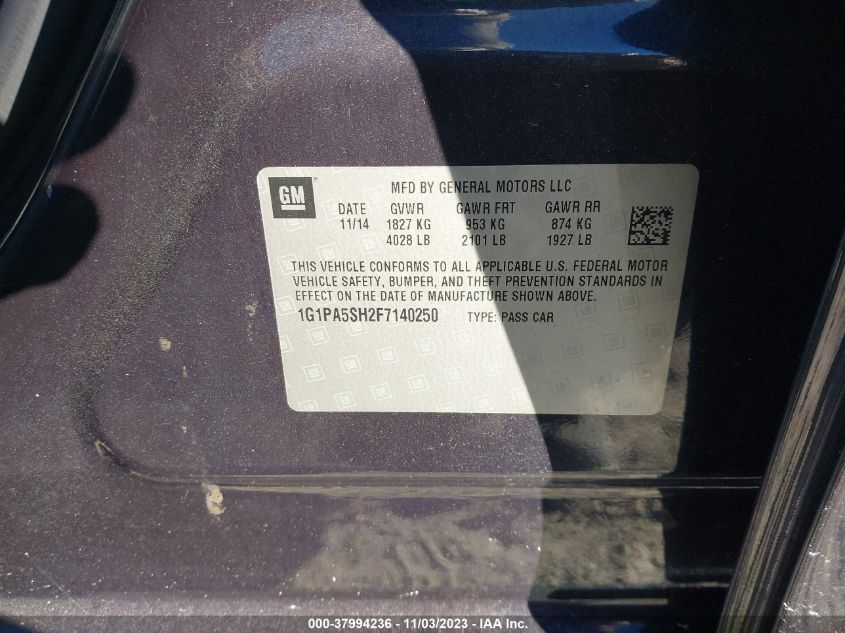 GM
MFD BY GENERAL MOTORS LLC
DATE GVWR GAWR FRT GAWR RR
11/14 1827 KG 953 KG 874 KG
4028 LB 2101 LB 1927 LB
THIS VEHICLE CONFORMS TO ALL APPLICABLE U.S. FEDERAL MOTOR
VEHICLE SAFETY, BUMPER, AND THEFT PREVENTION STANDARDS IN
EFFECT ON THE DATE OF MANUFACTURE SHOWN ABOVE.
1G1PA5SH2F7140250 TYPE: PASS CAR
000-37994236 - 11/03/2023 - IAA Inc.